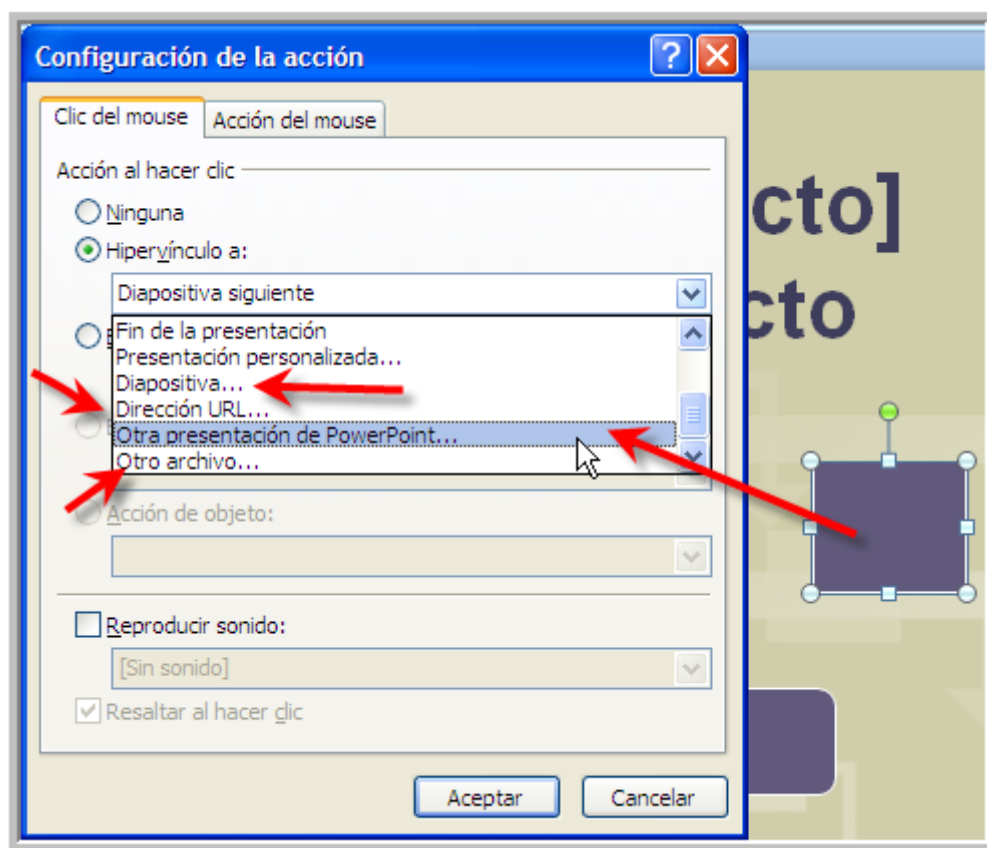 Configuración de la acción
Clic del mouse
Acción del mouse
Acción al hacer clic
Ninguna
Hipervínculo a:
Diapositiva siguiente
Fin de la presentación
Presentación personalizada...
Diapositiva...
Dirección URL...
Otra presentación de PowerPoint...
Otro archivo...
Acción de objeto:
Reproducir sonido:
[Sin sonido]
Resaltar al hacer clic
Aceptar
Cancelar
cto]
cto